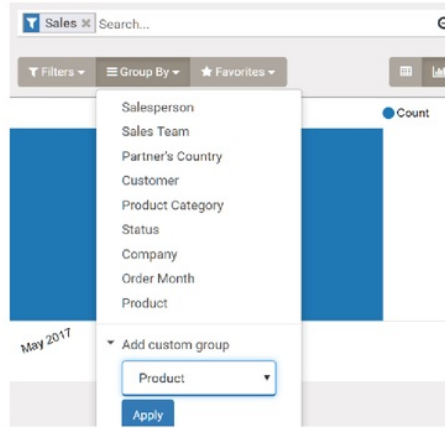 Sales ✖ Search...
Filters Group By Favorites
Salesperson
Count
Sales Team
Partner's Country
Customer
Product Category
Status
Company
Order Month
Product
May 2017
Add custom group
Product
Apply